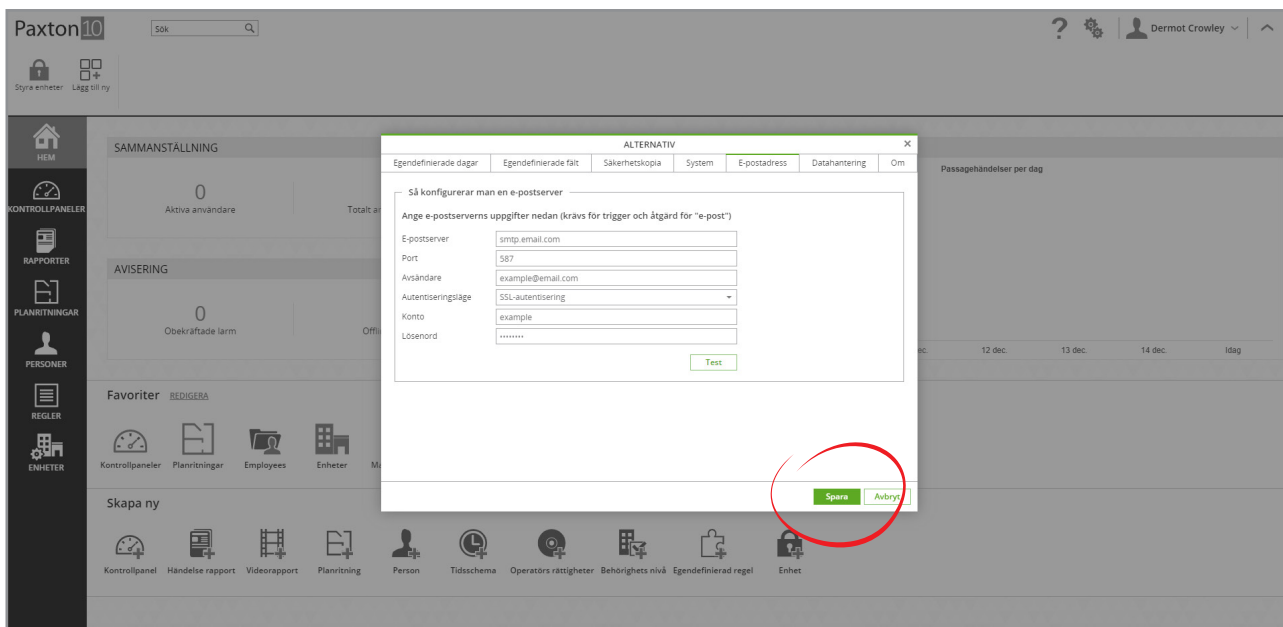 Paxton10
Sök
Dermot Crowley
Styra enheter
Lägg till ny
HEM
KONTROLLPANELER
RAPPORTER
PLANRITNINGAR
PERSONER
REGLER
ENHETER
SAMMANSTÄLLNING
0
Aktiva användare
Totalt an
AVISERING
0
Obekräftade larm
Offli
Passagehändelser per dag
ec.
12 dec.
13 dec.
14 dec.
Idag
ALTERNATIV
Egendefinierade dagar
Egendefinierade fält
Säkerhetskopia
System
E-postadress
Datahantering
Om
Så konfigurerar man en e-postserver
Ange e-postserverns uppgifter nedan (krävs för trigger och åtgärd för "e-post")
E-postserver smtp.email.com
Port 587
Avsändare example@email.com
Autentiseringsläge SSL-autentisering
Konto example
Lösenord ••••••••
Test
Spara
Avbryt
Favoriter REDIGERA
Kontrollpaneler
Planritningar
Employees
Enheter
Ma
Skapa ny
Kontrollpanel
Händelse rapport
Videorapport
Planritning
Person
Tidsschema
Operatörs rättigheter
Behörighets nivå
Egendefinierad regel
Enhet